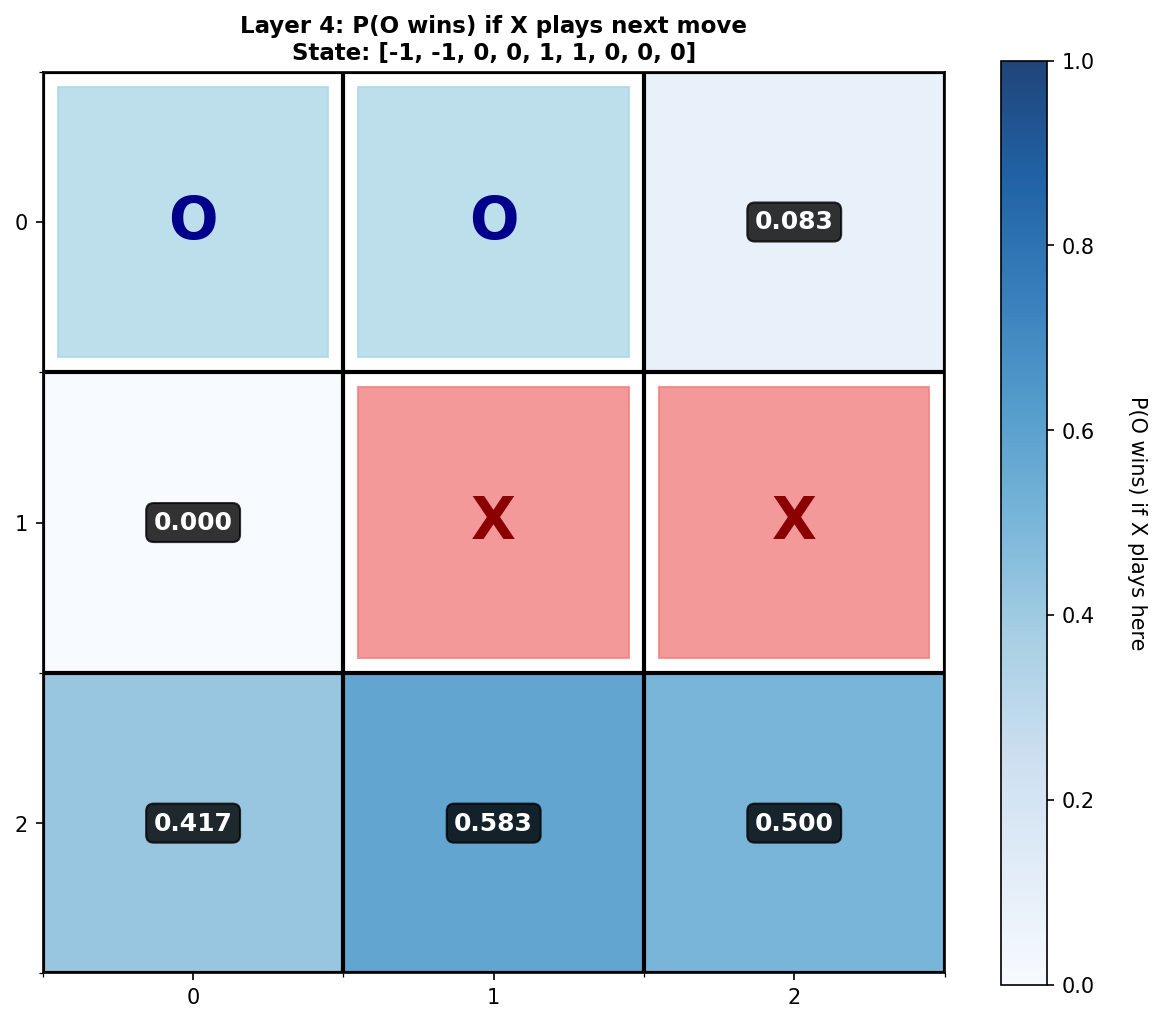 Layer 4: P(O wins) if X plays next move
State: [-1, -1, 0, 0, 1, 1, 0, 0, 0]
0
O
O
0.083
1
0.000
X
X
2
0.417
0.583
0.500
0
1
2
1.0
0.8
0.6
0.4
0.2
0.0
P(O wins) if X plays here